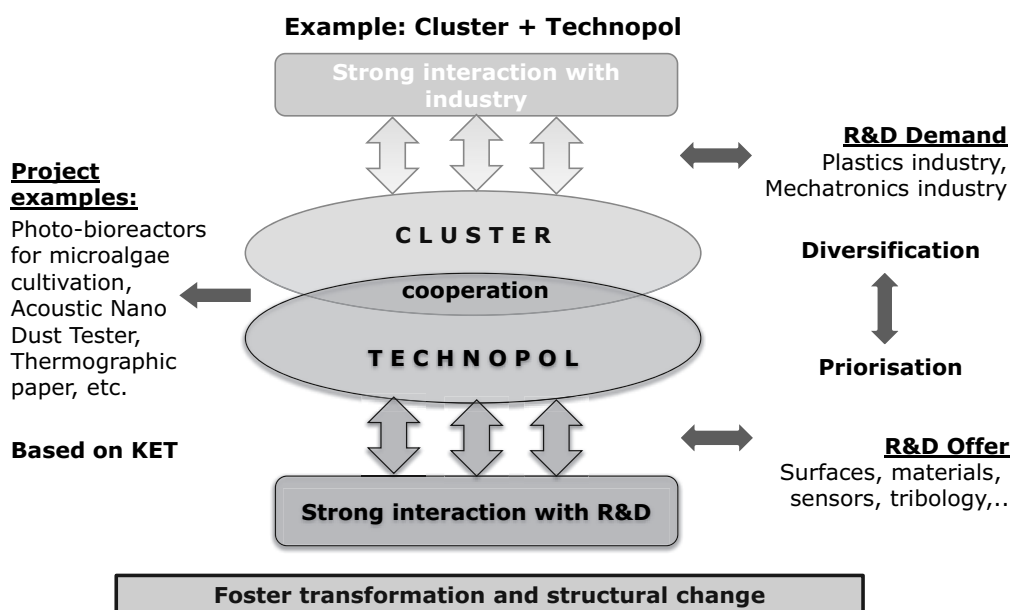 Example: Cluster + Technopol
Strong interaction with
industry
R&D Demand
Plastics industry,
Mechatronics industry
Project
examples:
Photo-bioreactors
for microalgae
cultivation,
Acoustic Nano
Dust Tester,
Thermographic
paper, etc.
Based on KET
CLUSTER
cooperation
TECHNOPOL
Diversification
Priorisation
R&D Offer
Surfaces, materials,
sensors, tribology,..
Strong interaction with R&D
Foster transformation and structural change